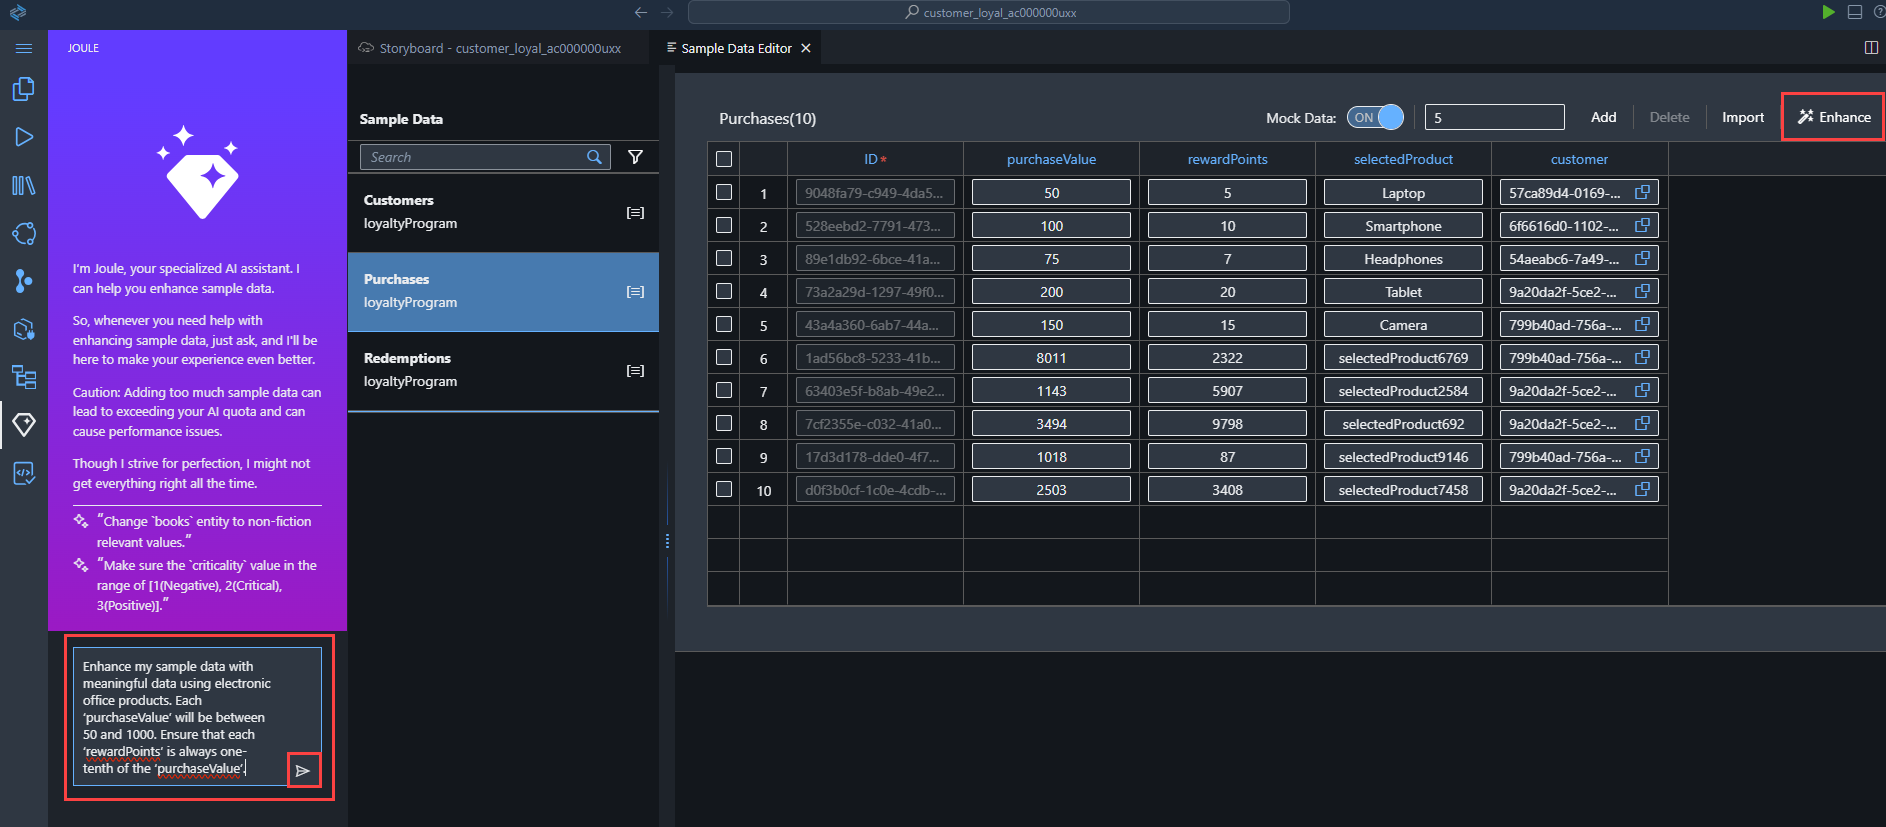 customer_loyal_ac000000uxx
JOULE
Storyboard - customer_loyal_ac000000uxx
Sample Data Editor
I'm Joule, your specialized AI assistant. I
can help you enhance sample data.
So, whenever you need help with
enhancing sample data, just ask, and I'll be
here to make your experience even better.
Caution: Adding too much sample data can
lead to exceeding your AI quota and can
cause performance issues.
Though I strive for perfection, I might not
get everything right all the time.
"Change `books` entity to non-fiction
relevant values."
"Make sure the `criticality` value in the
range of [1(Negative), 2(Critical),
3(Positive)]."
Enhance my sample data with
meaningful data using electronic
office products. Each
‘purchaseValue’ will be between
50 and 1000. Ensure that each
‘rewardPoints’ is always one-
tenth of the ‘purchaseValue’.
Sample Data
Search
Customers
loyaltyProgram
Purchases
loyaltyProgram
Redemptions
loyaltyProgram
Purchases(10)
Mock Data: ON 5 Add Delete Import Enhance
ID* purchaseValue rewardPoints selectedProduct customer
1 9048fa79-c949-4da5... 50 5 Laptop 57ca89d4-0169-...
2 528eebd2-7791-473... 100 10 Smartphone 6f6616d0-1102-...
3 89e1db92-6bce-41a... 75 7 Headphones 54aeabc6-7a49-...
4 73a2a29d-1297-49f0... 200 20 Tablet 9a20da2f-5ce2-...
5 43a4a360-6ab7-44a... 150 15 Camera 799b40ad-756a-...
6 1ad56bc8-5233-41b... 8011 2322 selectedProduct6769 799b40ad-756a-...
7 63403e5f-b8ab-49e2... 1143 5907 selectedProduct2584 9a20da2f-5ce2-...
8 7cf2355e-c032-41a0... 3494 9798 selectedProduct692 9a20da2f-5ce2-...
9 17d3d178-dde0-4f7... 1018 87 selectedProduct9146 799b40ad-756a-...
10 d0f3b0cf-1c0e-4cdb-... 2503 3408 selectedProduct7458 9a20da2f-5ce2-...